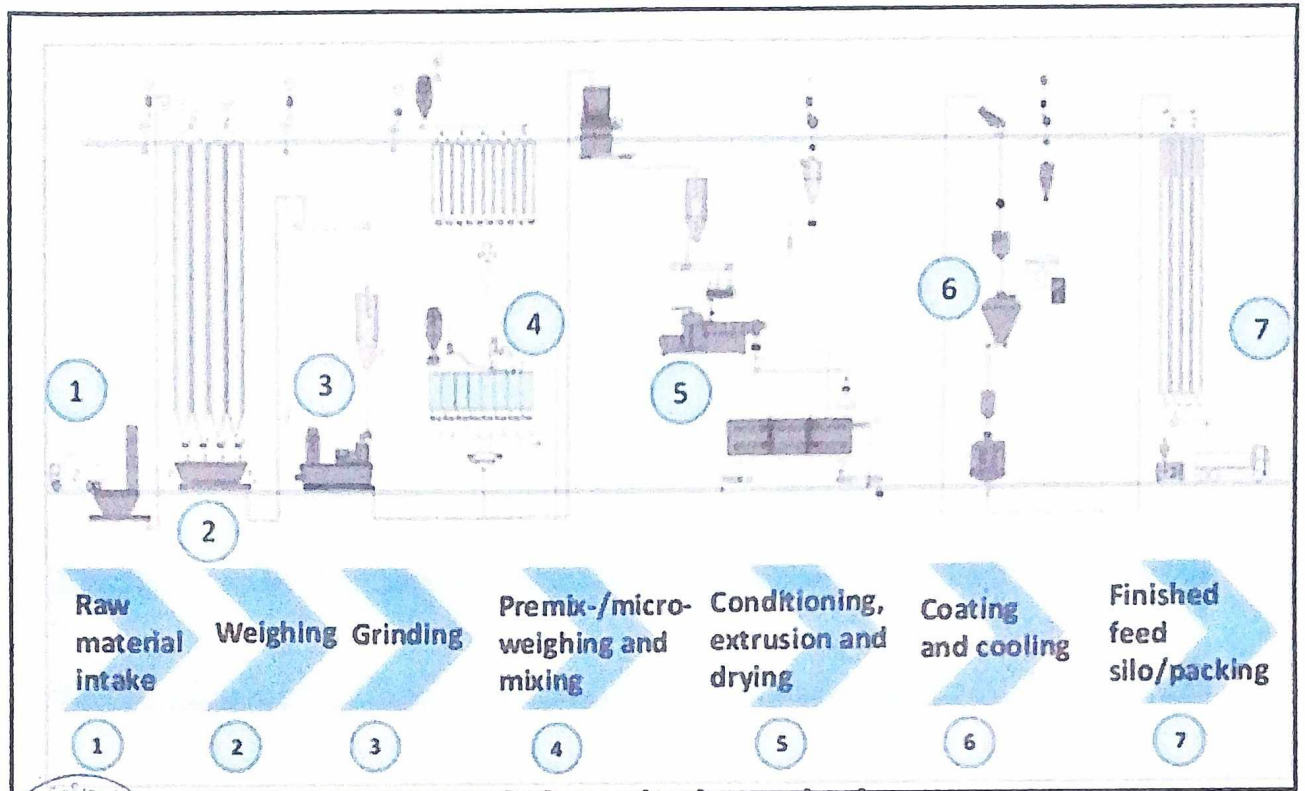 1
2
3
4
5
6
7
Raw
material
intake
Weighing
Grinding
Premix-/micro-
weighing and
mixing
Conditioning,
extrusion and
drying
Coating
and cooling
Finished
feed
silo/packing
1
2
3
4
5
6
7